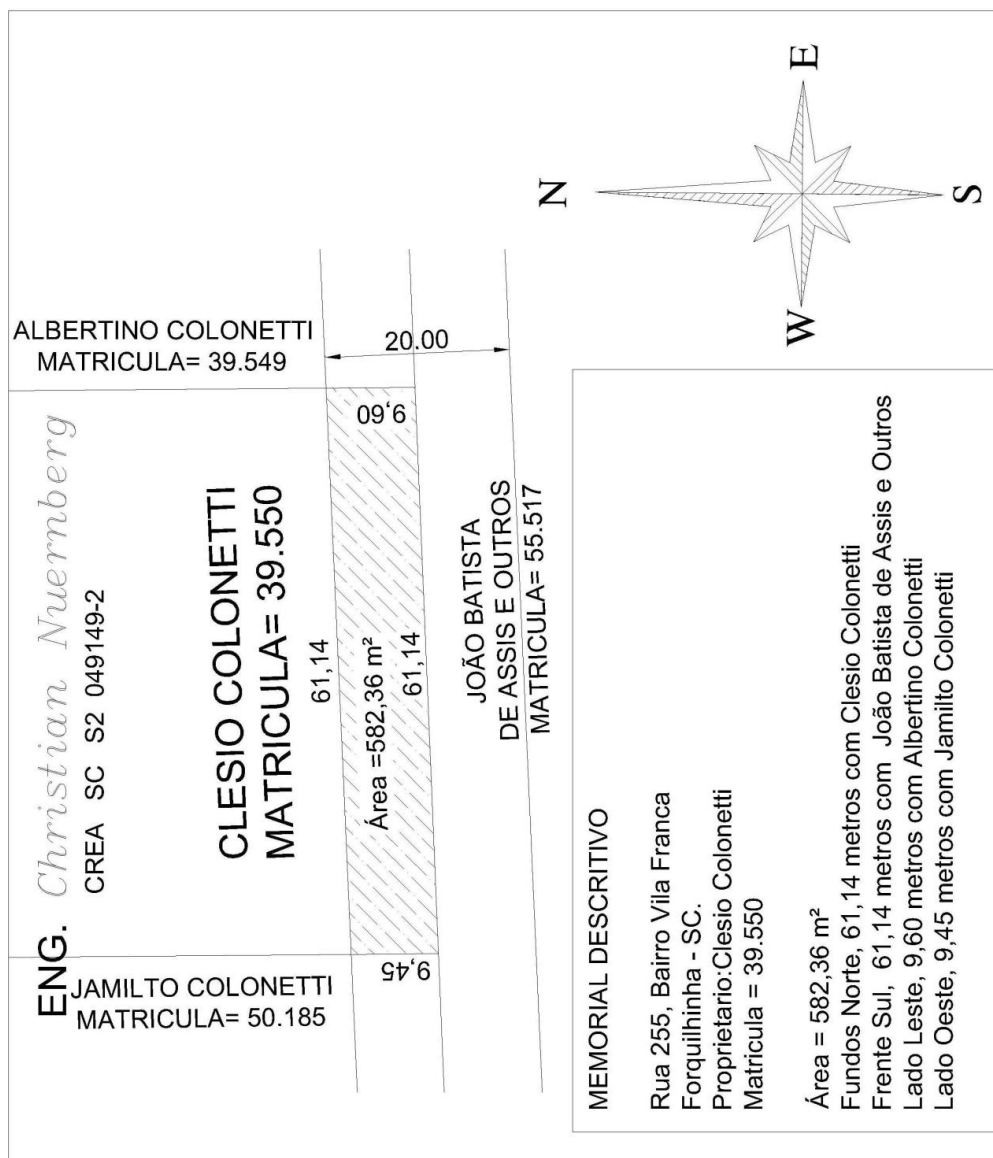 ENG. Christian Nuernberg
CREA SC S2 049149-2
JAMILTO COLONETTI
MATRICULA= 50.185
ALBERTINO COLONETTI
MATRICULA= 39.549
CLESIO COLONETTI
MATRICULA= 39.550
61,14
Área =582,36 m²
61,14
9,45
9,60
20.00
JOÃO BATISTA
DE ASSIS E OUTROS
MATRICULA= 55.517
N
E
S
W
MEMORIAL DESCRITIVO
Rua 255, Bairro Vila Franca
Forquilhinha - SC.
Proprietario:Clesio Colonetti
Matricula = 39.550
Área = 582,36 m²
Fundos Norte, 61,14 metros com Clesio Colonetti
Frente Sul, 61,14 metros com João Batista de Assis e Outros
Lado Leste, 9,60 metros com Albertino Colonetti
Lado Oeste, 9,45 metros com Jamilto Colonetti